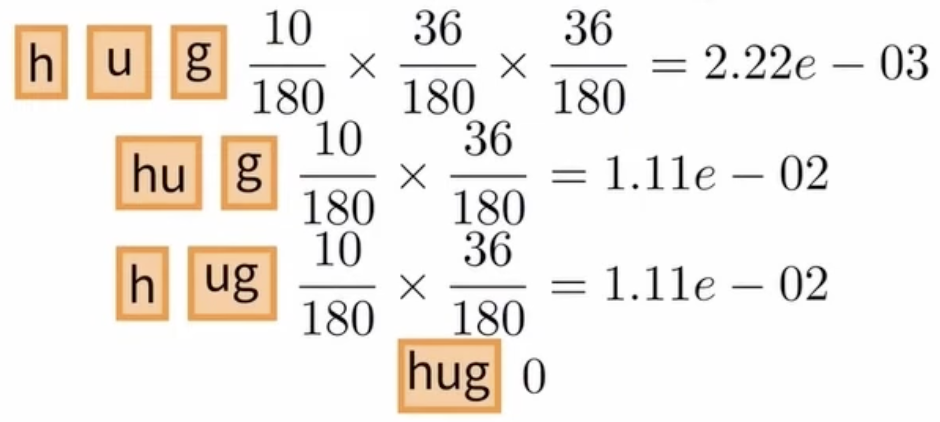 h u g 10/180 × 36/180 × 36/180 = 2.22e − 03
hu g 10/180 × 36/180 = 1.11e − 02
h ug 10/180 × 36/180 = 1.11e − 02
hug 0